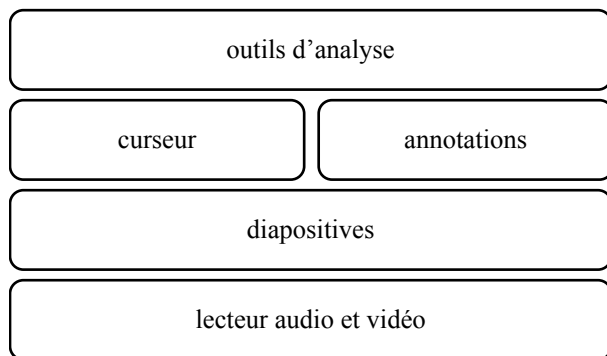 outils d’analyse
curseur
annotations
diapositives
lecteur audio et vidéo